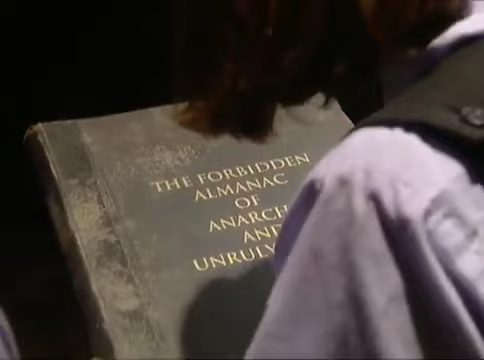 THE FORBIDDEN
ALMANAC
OF
ANARCH
AND
UNRULY